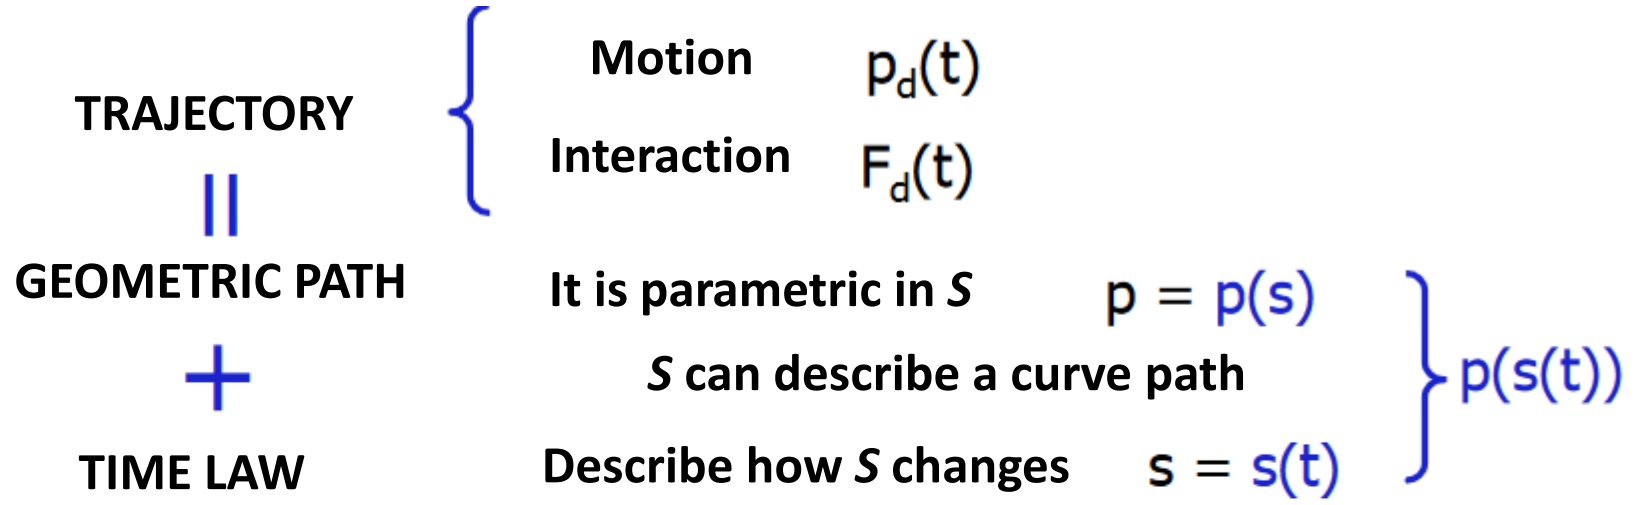 Motion p_d(t)
TRAJECTORY
Interaction F_d(t)
=
GEOMETRIC PATH It is parametric in S p = p(s)
+ S can describe a curve path p(s(t))
TIME LAW Describe how S changes s = s(t)